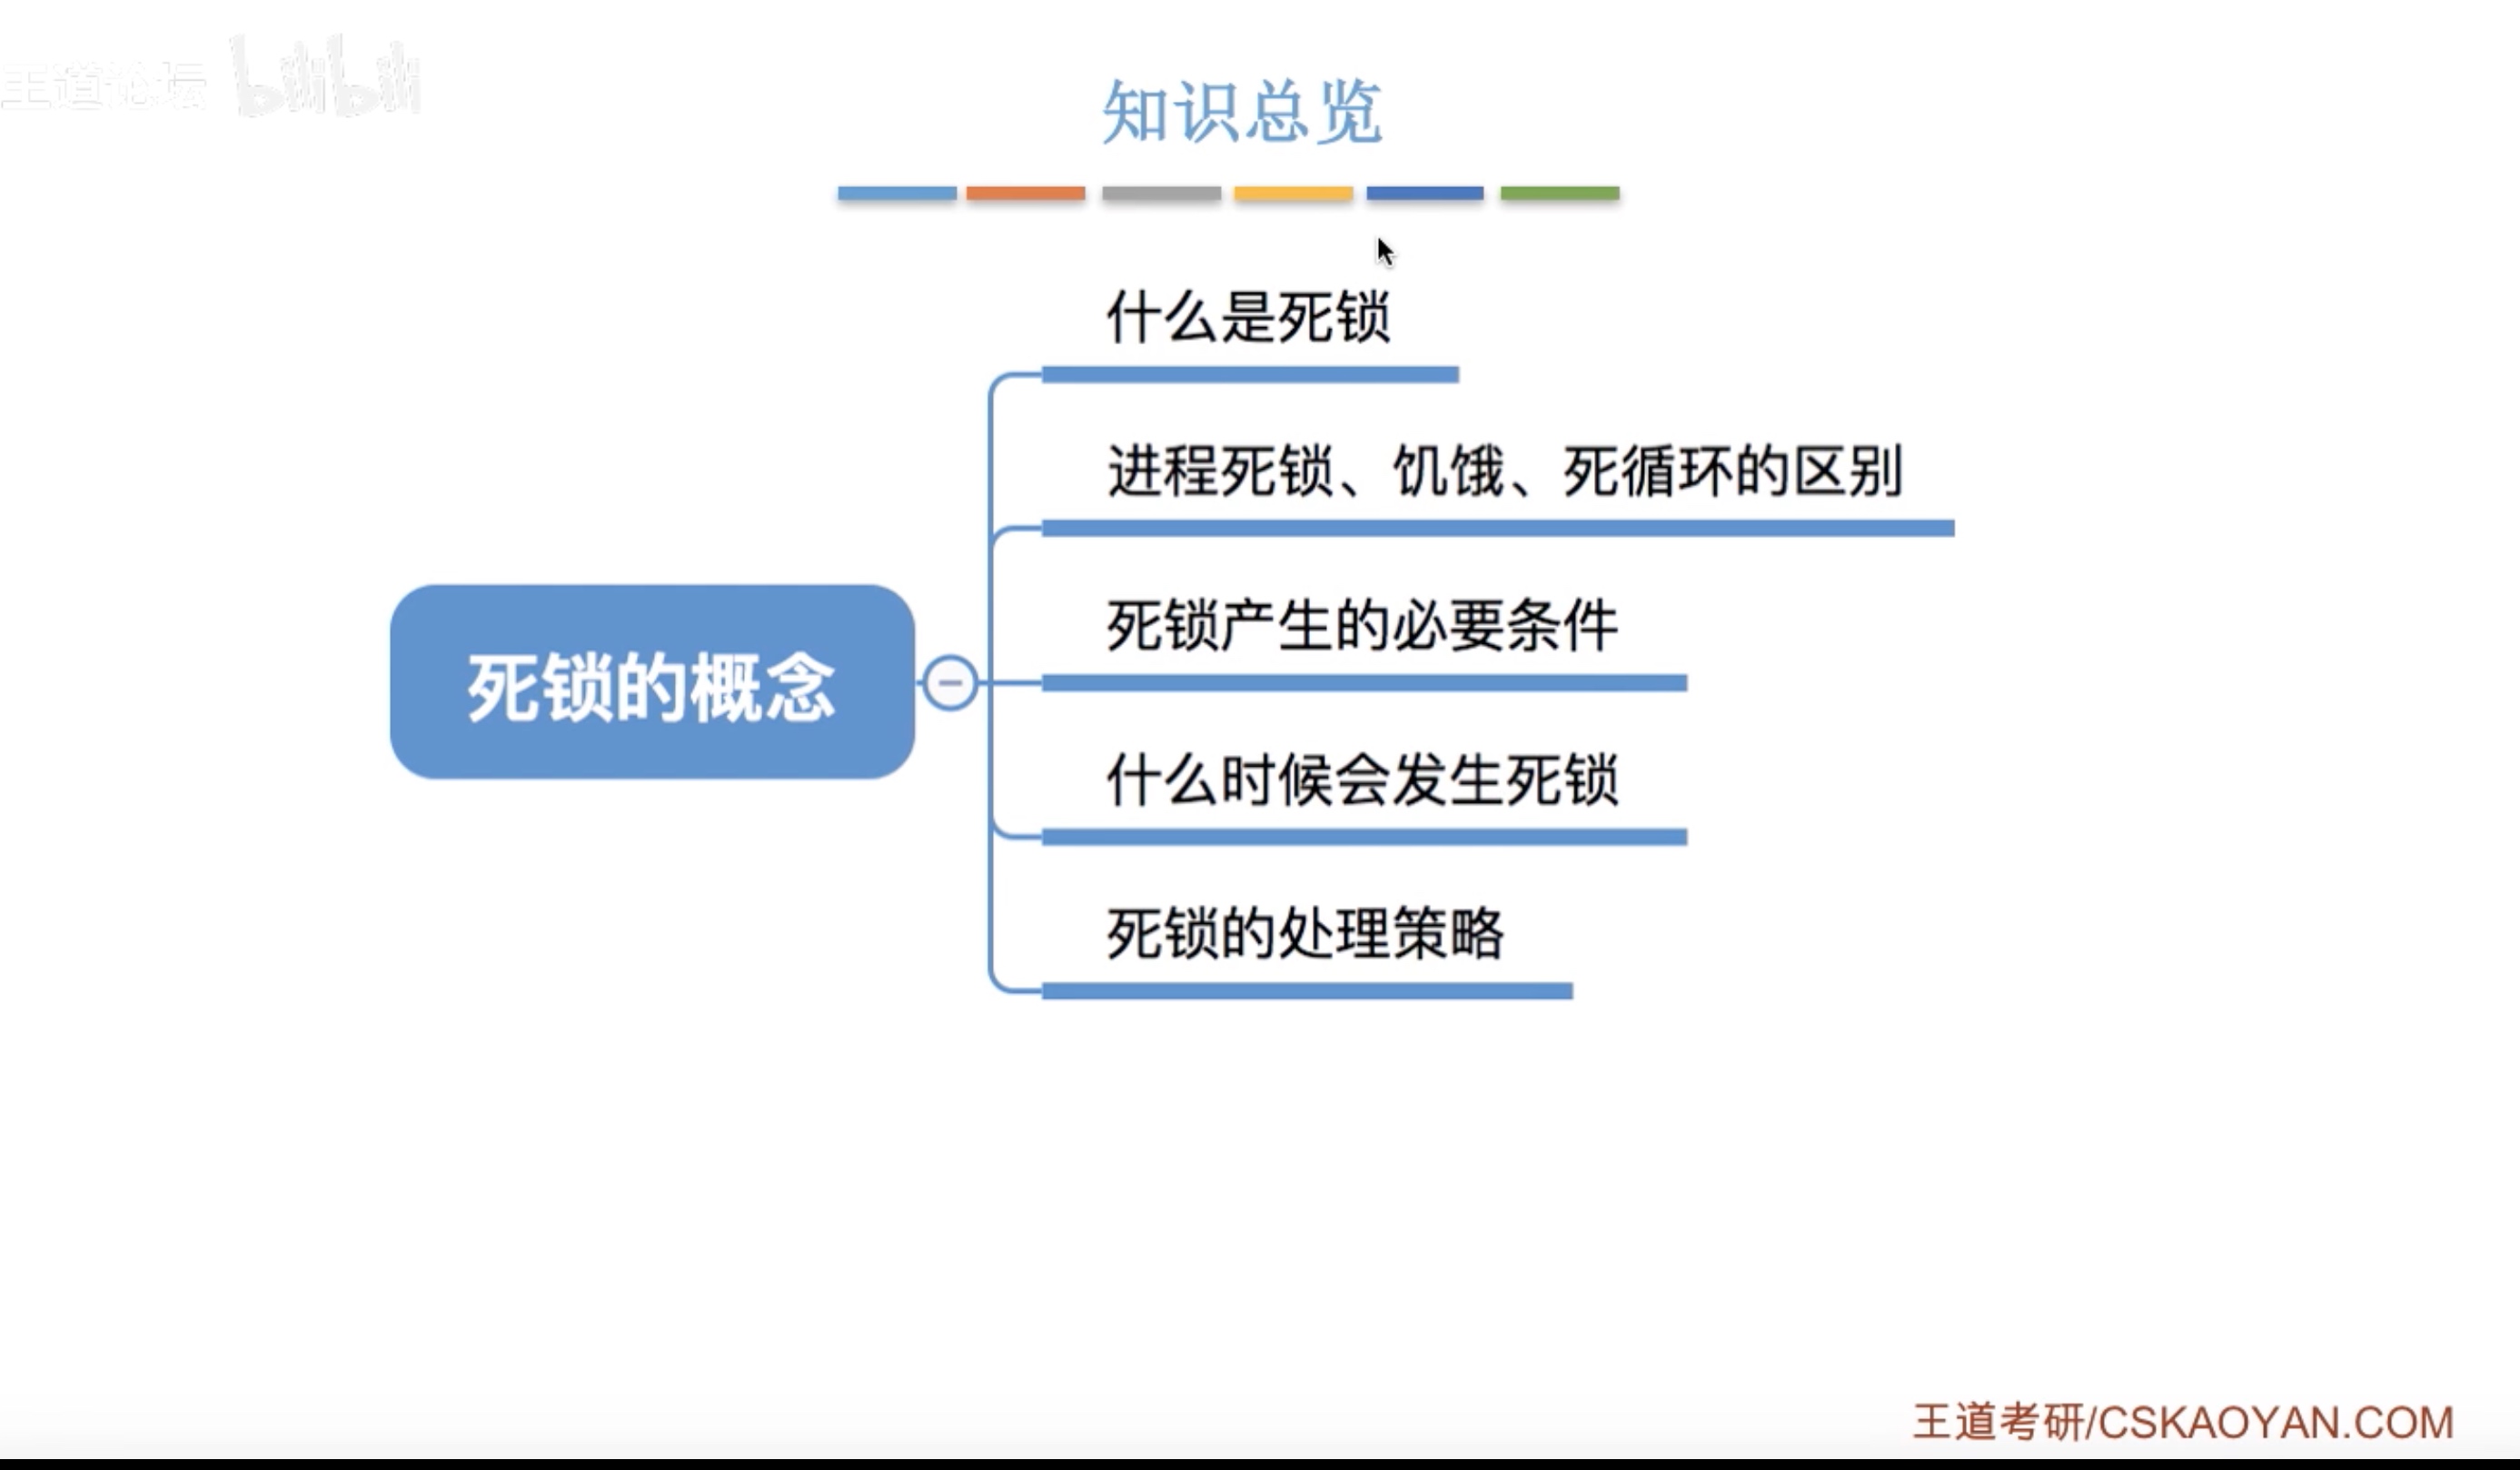 王道论坛 bilibili
知识总览
什么是死锁
进程死锁、饥饿、死循环的区别
死锁产生的必要条件
死锁的概念
什么时候会发生死锁
死锁的处理策略
王道考研/CSKAOYAN.COM